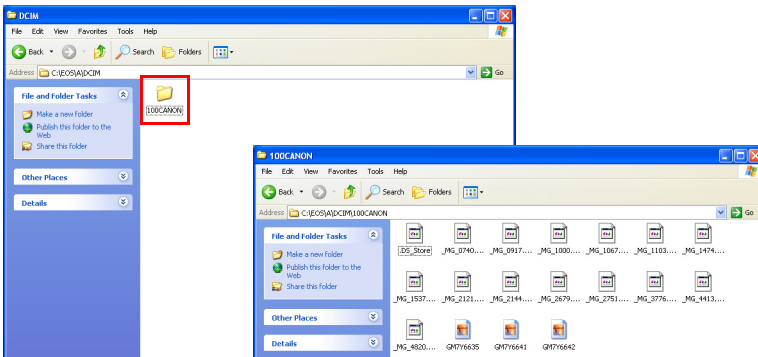 DCIM
File Edit View Favorites Tools Help
Back Search Folders
Address C:\EOS\A\DCIM Go
File and Folder Tasks
Make a new folder
Publish this folder to the
Web
Share this folder
Other Places
Details
100CANON
100CANON
File Edit View Favorites Tools Help
Back Search Folders
Address C:\EOS\A\DCIM\100CANON Go
File and Folder Tasks
Make a new folder
Publish this folder to the
Web
Share this folder
Other Places
Details
.DS_Store _MG_0740.... _MG_0917.... _MG_1000.... _MG_1067.... _MG_1103.... _MG_1474....
_MG_1537.... _MG_2121.... _MG_2144.... _MG_2679.... _MG_2751.... _MG_3776.... _MG_4413....
_MG_4820.... GM7Y6635 GM7Y6641 GM7Y6642